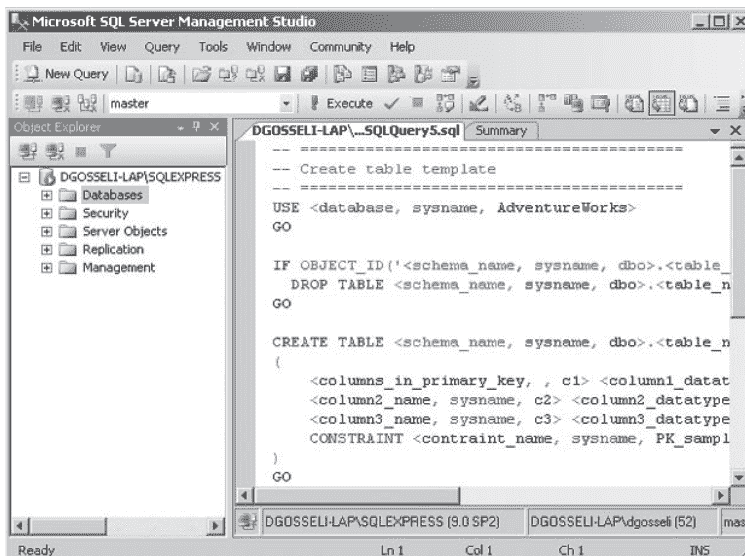 Microsoft SQL Server Management Studio
File Edit View Query Tools Window Community Help
New Query
master Execute
Object Explorer
DGOSSELI-LAP\SQLEXPRESS
Databases
Security
Server Objects
Replication
Management
DGOSSELI-LAP\...SQLQuery5.sql Summary
-- =========================================
-- Create table template
-- =========================================
USE <database, sysname, AdventureWorks>
GO
IF OBJECT_ID('<schema_name, sysname, dbo>.<table_
DROP TABLE <schema_name, sysname, dbo>.<table_n
GO
CREATE TABLE <schema_name, sysname, dbo>.<table_n
(
<columns_in_primary_key, , c1> <column1_datat
<column2_name, sysname, c2> <column2_datatype
<column3_name, sysname, c3> <column3_datatype
CONSTRAINT <contraint_name, sysname, PK_sampl
)
GO
DGOSSELI-LAP\SQLEXPRESS (9.0 SP2) DGOSSELI-LAP\dgosseli (52) mas
Ready Ln 1 Col 1 Ch 1 INS